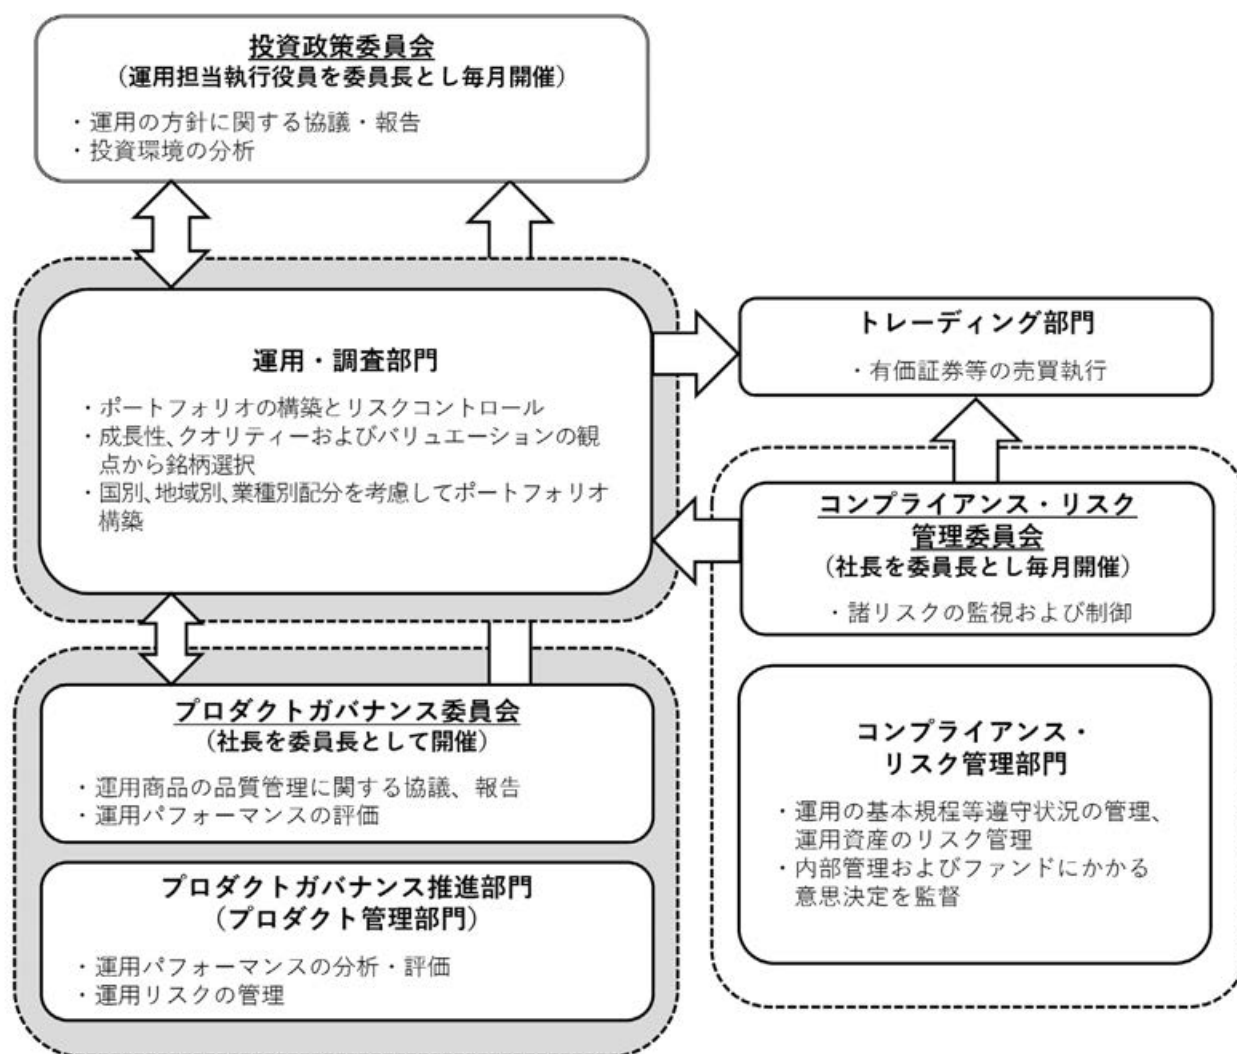 投資政策委員会
（運用担当執行役員を委員長とし毎月開催）
・運用の方針に関する協議・報告
・投資環境の分析
運用・調査部門
・ポートフォリオの構築とリスクコントロール
・成長性、クオリティーおよびバリュエーションの観
点から銘柄選択
・国別、地域別、業種別配分を考慮してポートフォリオ
構築
トレーディング部門
・有価証券等の売買執行
コンプライアンス・リスク
管理委員会
（社長を委員長とし毎月開催）
・諸リスクの監視および制御
プロダクトガバナンス委員会
（社長を委員長として開催）
・運用商品の品質管理に関する協議、報告
・運用パフォーマンスの評価
プロダクトガバナンス推進部門
（プロダクト管理部門）
・運用パフォーマンスの分析・評価
・運用リスクの管理
コンプライアンス・
リスク管理部門
・運用の基本規程等遵守状況の管理、
運用資産のリスク管理
・内部管理およびファンドにかかる
意思決定を監督